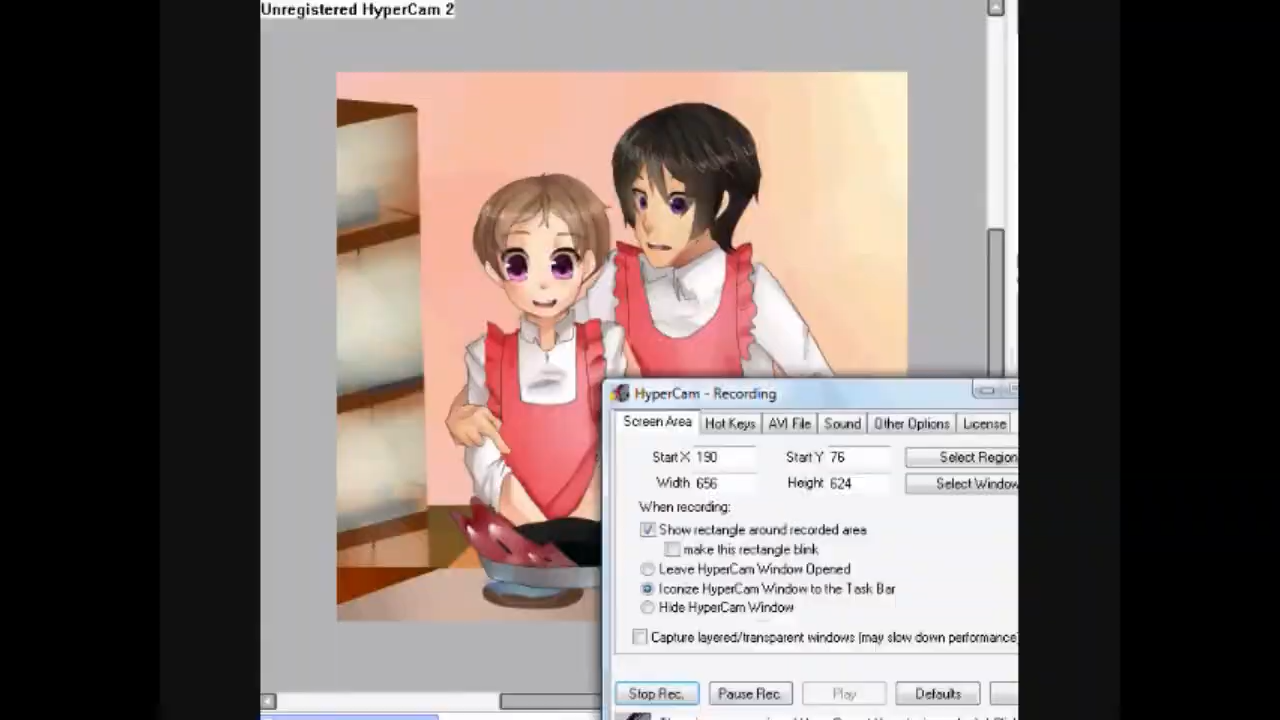 Unregistered HyperCam 2
HyperCam - Recording
Screen Area Hot Keys AVI File Sound Other Options License
Start X 190 Start Y 76 Select Region
Width 656 Height 624 Select Window
When recording:
Show rectangle around recorded area
make this rectangle blink
Leave HyperCam Window Opened
Iconize HyperCam Window to the Task Bar
Hide HyperCam Window
Capture layered/transparent windows (may slow down performance)
Stop Rec. Pause Rec. Play Defaults